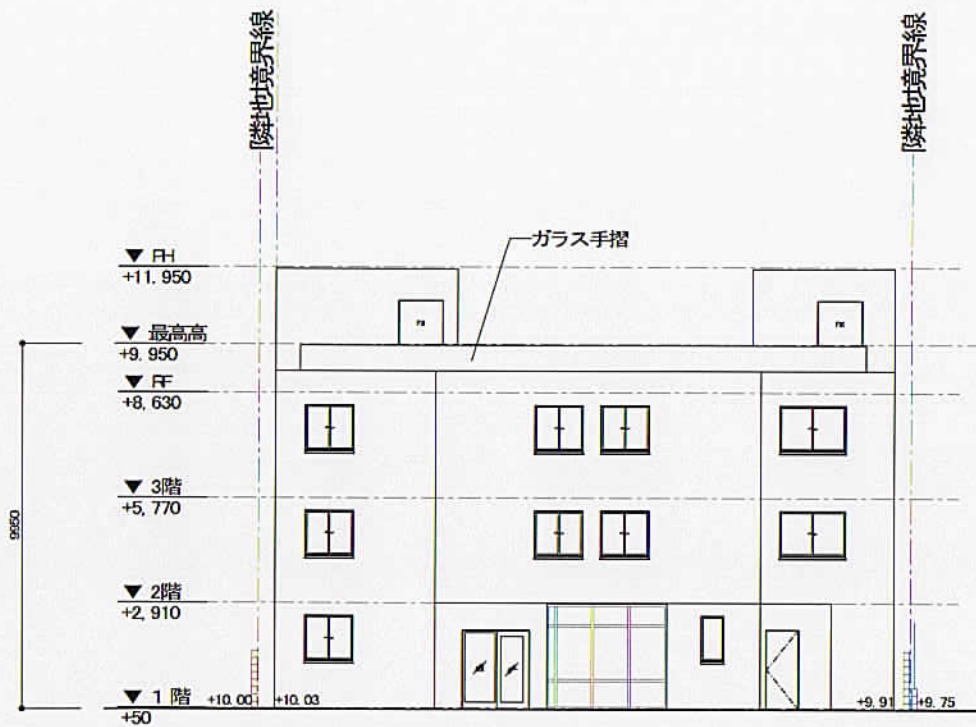 隣地境界線
隣地境界線
ガラス手摺
▼ PH
+11.950
▼ 最高高
+9.950
▼ RF
+8,630
▼ 3階
+5,770
9950
▼ 2階
+2,910
▼ 1階
+50
+10.00
+10.03
+9.91
+9.75